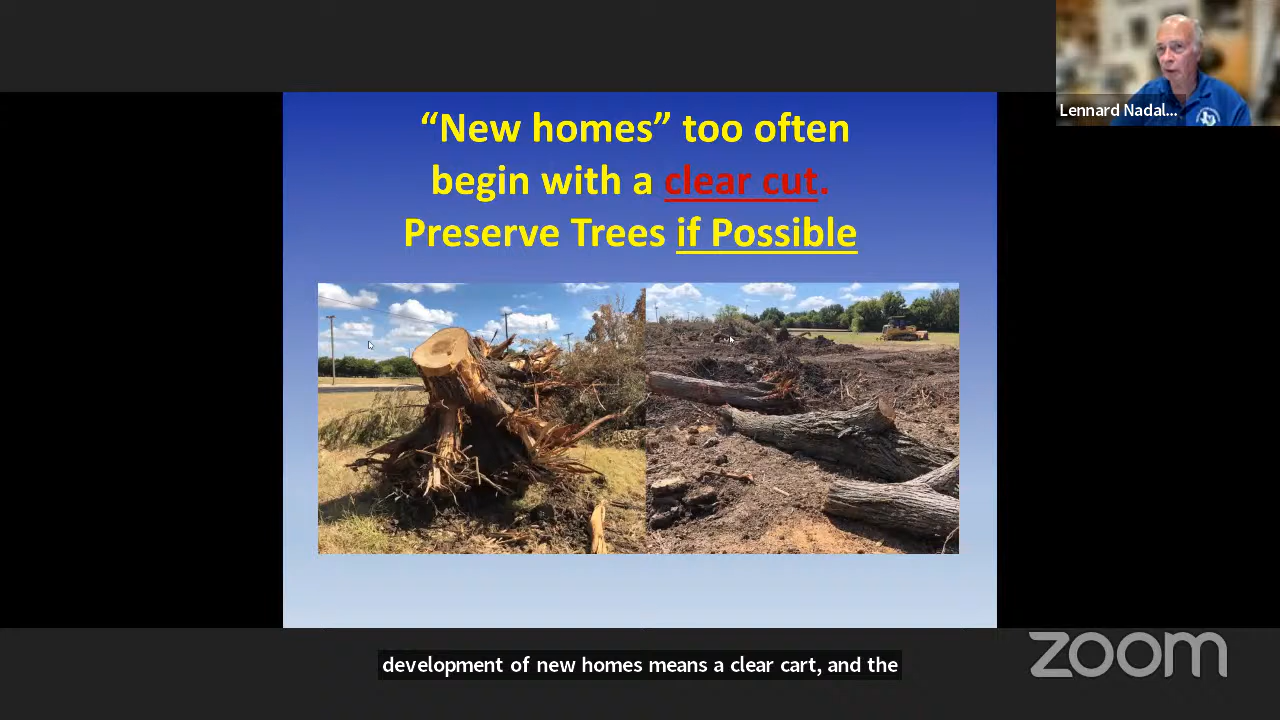 “New homes” too often
begin with a clear cut.
Preserve Trees if Possible
Lennard Nadal...
development of new homes means a clear cart, and the
zoom